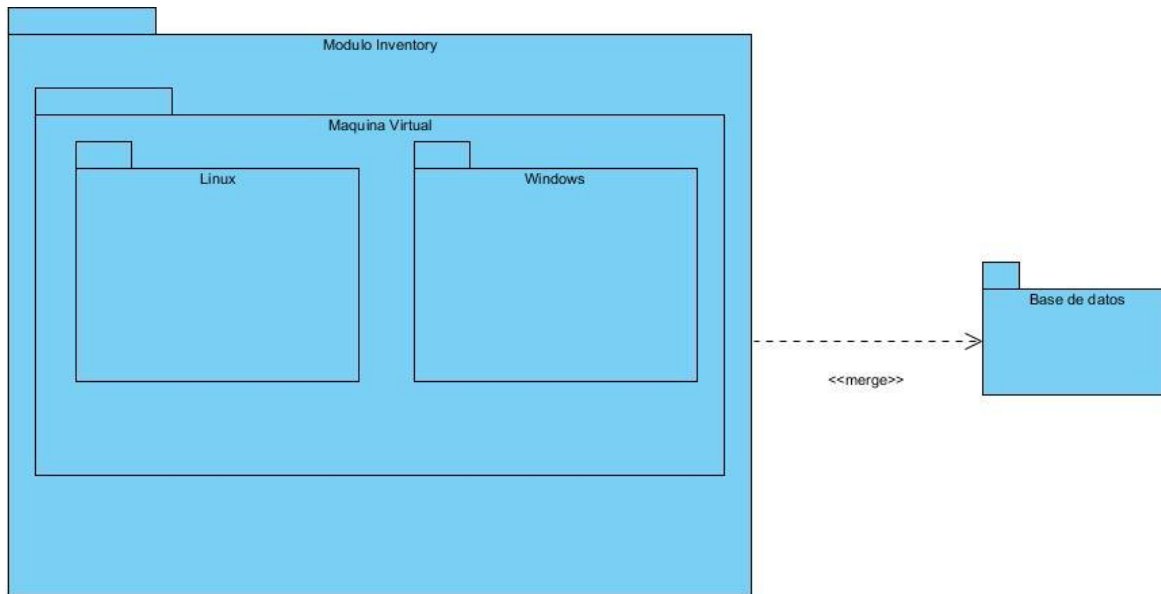 Modulo Inventory
Maquina Virtual
Linux
Windows
Base de datos
<<merge>>